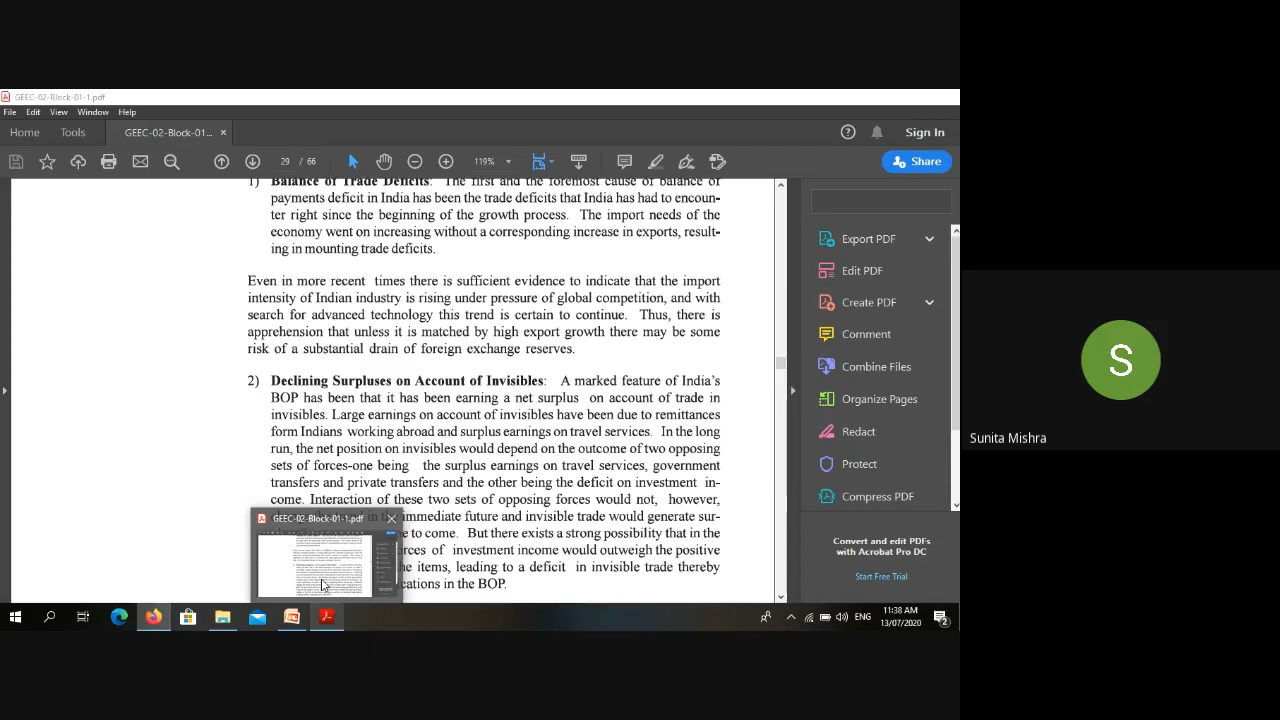 GEEC-02-Block-01-1.pdf
File Edit View Window Help
Home Tools GEEC-02-Block-01... × Sign In
29 / 66 119% Share
1) Balance of Trade Deficits: The first and the foremost cause of balance of
payments deficit in India has been the trade deficits that India has had to encoun-
ter right since the beginning of the growth process. The import needs of the
economy went on increasing without a corresponding increase in exports, result-
ing in mounting trade deficits.
Even in more recent times there is sufficient evidence to indicate that the import
intensity of Indian industry is rising under pressure of global competition, and with
search for advanced technology this trend is certain to continue. Thus, there is
apprehension that unless it is matched by high export growth there may be some
risk of a substantial drain of foreign exchange reserves.
2) Declining Surpluses on Account of Invisibles: A marked feature of India's
BOP has been that it has been earning a net surplus on account of trade in
invisibles. Large earnings on account of invisibles have been due to remittances
form Indians working abroad and surplus earnings on travel services. In the long
run, the net position on invisibles would depend on the outcome of two opposing
sets of forces-one being the surplus earnings on travel services, government
transfers and private transfers and the other being the deficit on investment in-
come. Interaction of these two sets of opposing forces would not, however,
immediate future and invisible trade would generate sur-
to come. But there exists a strong possibility that in the
of investment income would outweigh the positive
items, leading to a deficit in invisible trade thereby
in the BOP.
GEEC-02-Block-01-1.pdf
Export PDF
Edit PDF
Create PDF
Comment
Combine Files
Organize Pages
Redact
Protect
Compress PDF
Convert and edit PDFs
with Acrobat Pro DC
Start Free Trial
ENG
11:38 AM
13/07/2020
2
S
Sunita Mishra